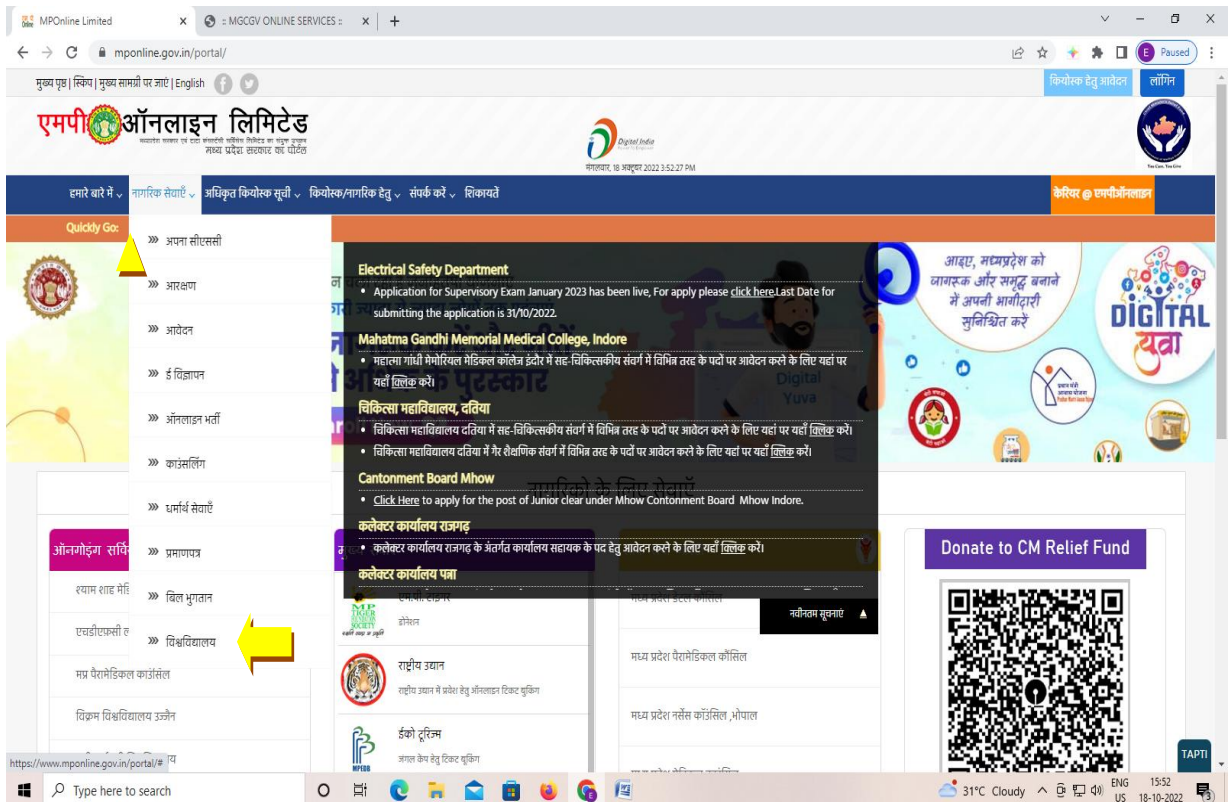 MPOnline Limited
:: MGCGV ONLINE SERVICES ::
mponline.gov.in/portal/
Paused
मुख्य पृष्ठ | स्किप | मुख्य सामग्री पर जाएं | English
कियोस्क हेतु आवेदन
लॉगिन
एमपी ऑनलाइन लिमिटेड
मध्य प्रदेश सरकार का पोर्टल
Digital India
मंगलवार, 18 अक्टूबर 2022 3:52:27 PM
हमारे बारे में
नागरिक सेवाएँ
अधिकृत कियोस्क सूची
कियोस्क/नागरिक हेतु
संपर्क करें
शिकायतें
केरियर @ एमपीऑनलाइन
Quickly Go:
अपना सीएससी
आरक्षण
आवेदन
ई विज्ञापन
ऑनलाइन भर्ती
काउंसलिंग
धर्मार्थ सेवाएँ
प्रमाणपत्र
बिल भुगतान
विश्वविद्यालय
Electrical Safety Department
Application for Supervisory Exam January 2023 has been live, For apply please click here.Last Date for
submitting the application is 31/10/2022.
Mahatma Gandhi Memorial Medical College, Indore
महात्मा गांधी मेमोरियल मेडिकल कॉलेज इंदौर में सह-चिकित्सकीय संवर्ग में विभिन्न तरह के पदों पर आवेदन करने के लिए यहां पर
यहाँ क्लिक करें।
चिकित्सा महाविद्यालय, दतिया
चिकित्सा महाविद्यालय दतिया में सह-चिकित्सकीय संवर्ग में विभिन्न तरह के पदों पर आवेदन करने के लिए यहां पर यहाँ क्लिक करें।
चिकित्सा महाविद्यालय दतिया में गैर शैक्षणिक संवर्ग में विभिन्न तरह के पदों पर आवेदन करने के लिए यहां पर यहाँ क्लिक करें।
Cantonment Board Mhow
Click Here to apply for the post of Junior clear under Mhow Contonment Board Mhow Indore.
कलेक्टर कार्यालय राजगढ़
कलेक्टर कार्यालय राजगढ़ के अंतर्गत कार्यालय सहायक के पद हेतु आवेदन करने के लिए यहाँ क्लिक करें।
कलेक्टर कार्यालय पन्ना
नवीनतम सूचनाएं
Digital
Yuva
आइए, मध्यप्रदेश को
जागरूक और समृद्ध बनाने
में अपनी भागीदारी
सुनिश्चित करें
DIGITAL
युवा
नागरिको के लिए सेवाएँ
ऑनगोइंग सर्वि
श्याम शाह मेडि
एचडीएफ़सी ल
मप्र पैरामेडिकल काउंसिल
विक्रम विश्वविद्यालय उज्जैन
MP
TIGER
SOCIETY
एम.पी. टाइगर
डोनेशन
राष्ट्रीय उद्यान
राष्ट्रीय उद्यान में प्रवेश हेतु ऑनलाइन टिकट बुकिंग
ईको टूरिज्म
जंगल केंप हेतु टिकट बुकिंग
MPEDB
मध्य प्रदेश डेंटल कौंसिल
मध्य प्रदेश पैरामेडिकल कौंसिल
मध्य प्रदेश नर्सेस कॉउंसिल ,भोपाल
Donate to CM Relief Fund
TAPTI
https://www.mponline.gov.in/portal/#
Type here to search
31°C Cloudy
ENG
US
15:52
18-10-2022